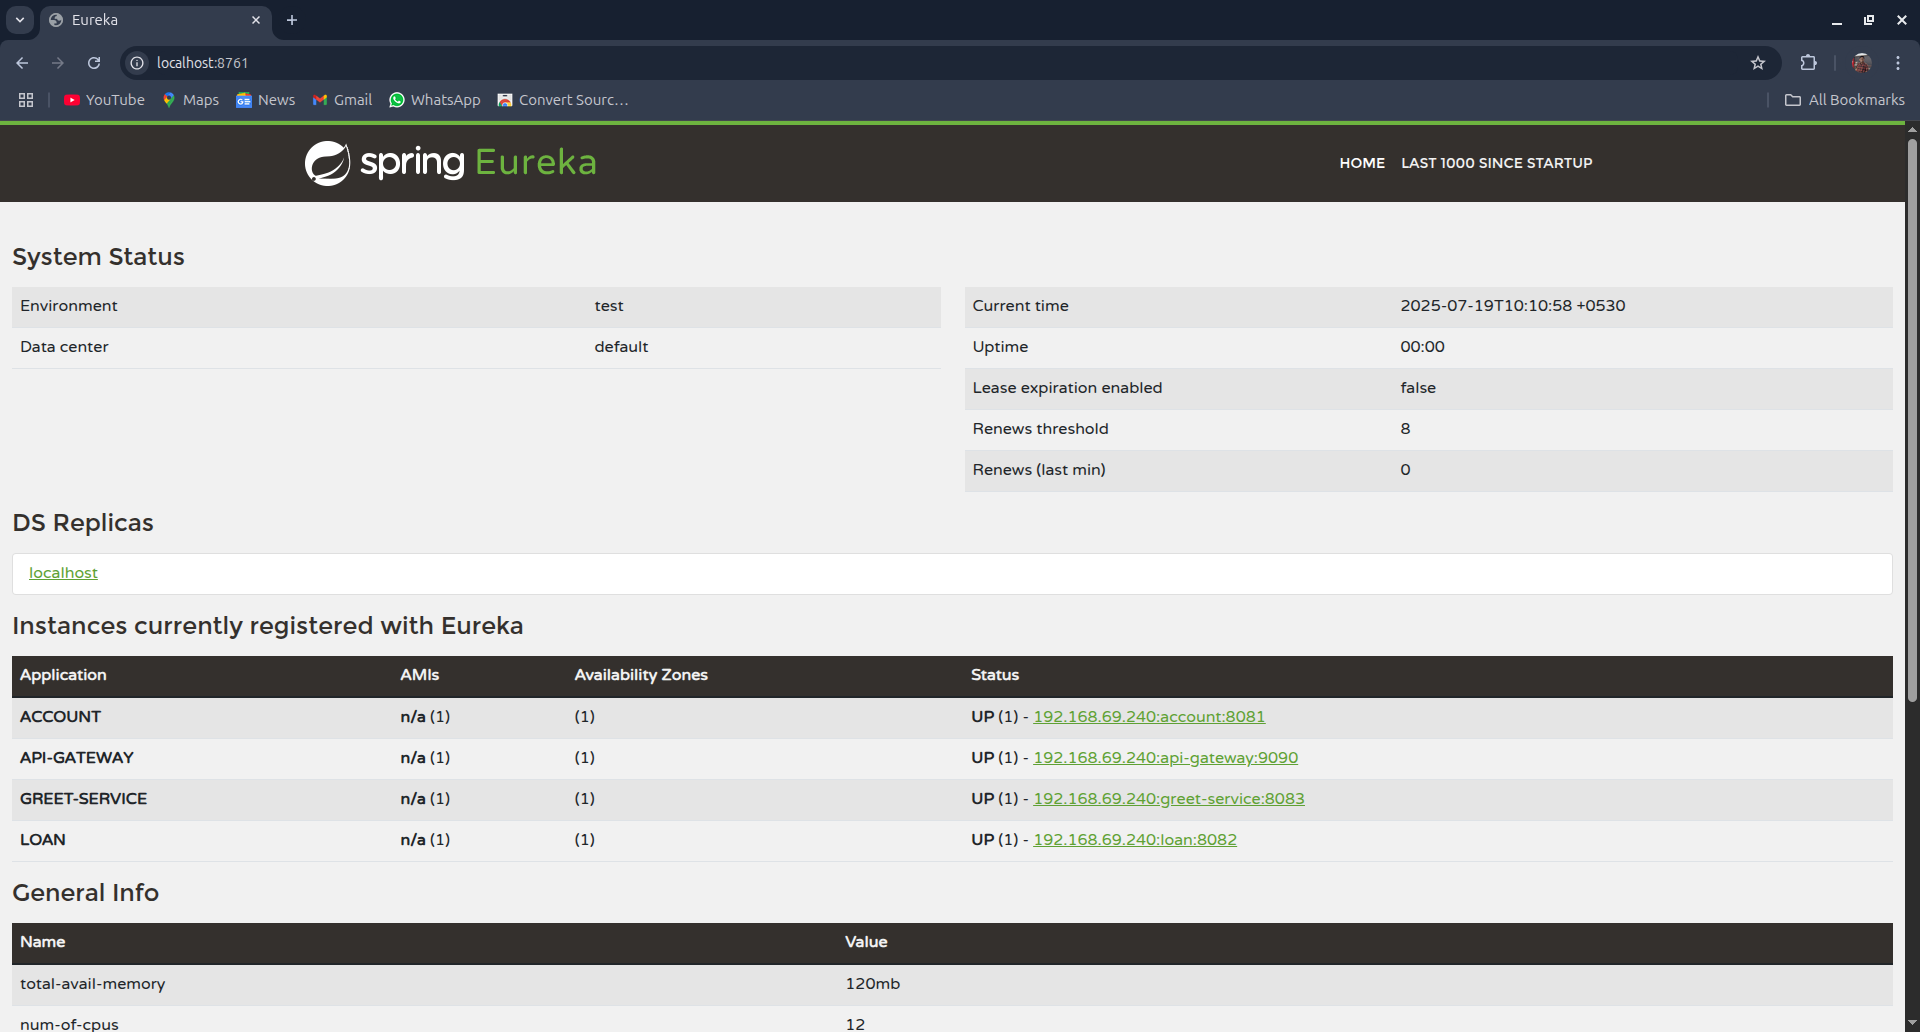 Eureka
localhost:8761
YouTube Maps News Gmail WhatsApp Convert Sourc… All Bookmarks
spring Eureka HOME LAST 1000 SINCE STARTUP
System Status
Environment test
Data center default
Current time 2025-07-19T10:10:58 +0530
Uptime 00:00
Lease expiration enabled false
Renews threshold 8
Renews (last min) 0
DS Replicas
localhost
Instances currently registered with Eureka
Application AMIs Availability Zones Status
ACCOUNT n/a (1) (1) UP (1) - 192.168.69.240:account:8081
API-GATEWAY n/a (1) (1) UP (1) - 192.168.69.240:api-gateway:9090
GREET-SERVICE n/a (1) (1) UP (1) - 192.168.69.240:greet-service:8083
LOAN n/a (1) (1) UP (1) - 192.168.69.240:loan:8082
General Info
Name Value
total-avail-memory 120mb
num-of-cpus 12